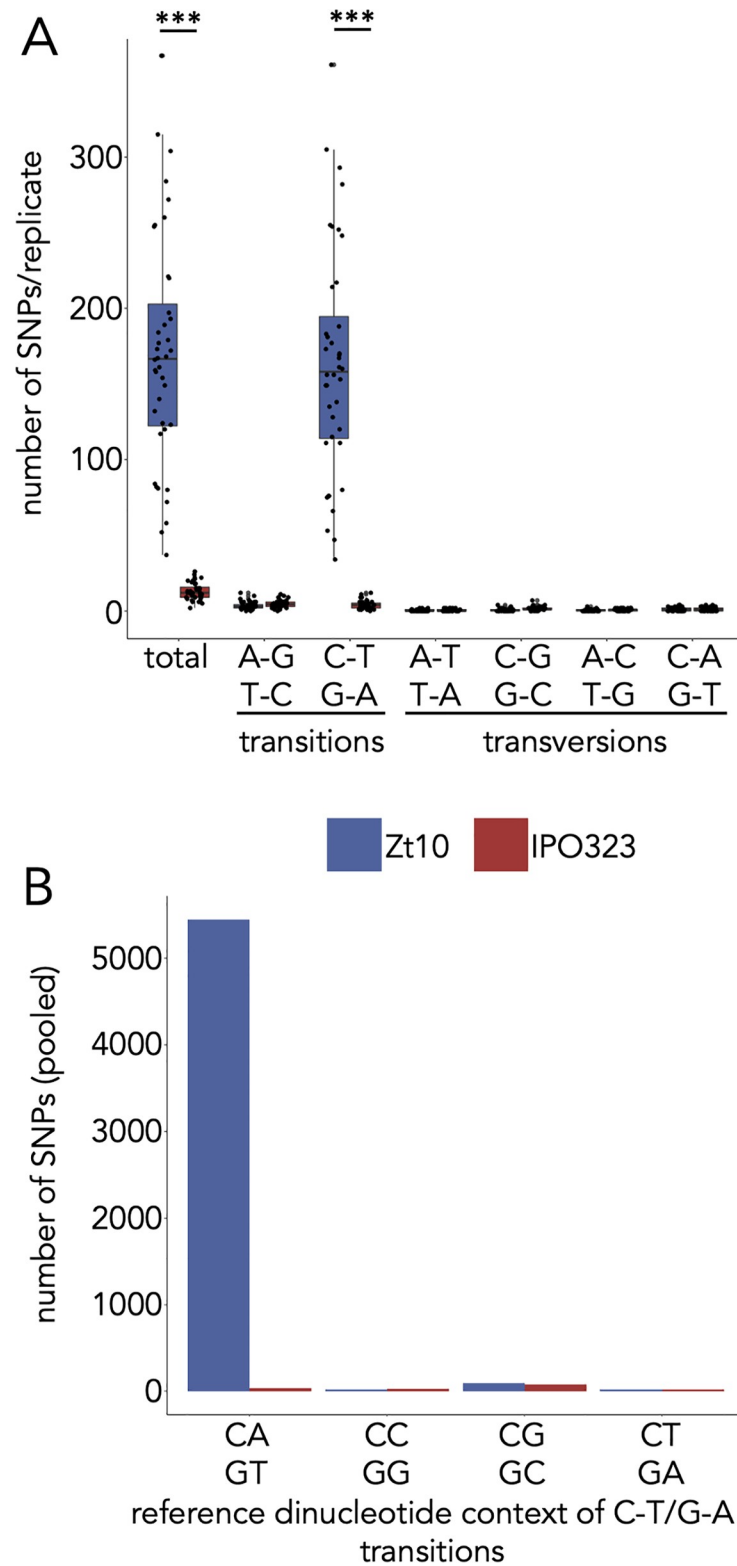 A
*** ***
number of SNPs/replicate
300
200
100
0
total A-G C-T A-T C-G A-C C-A
T-C G-A T-A G-C T-G G-T
transitions transversions
Zt10 IPO323
B
number of SNPs (pooled)
5000
4000
3000
2000
1000
0
CA CC CG CT
GT GG GC GA
reference dinucleotide context of C-T/G-A
transitions